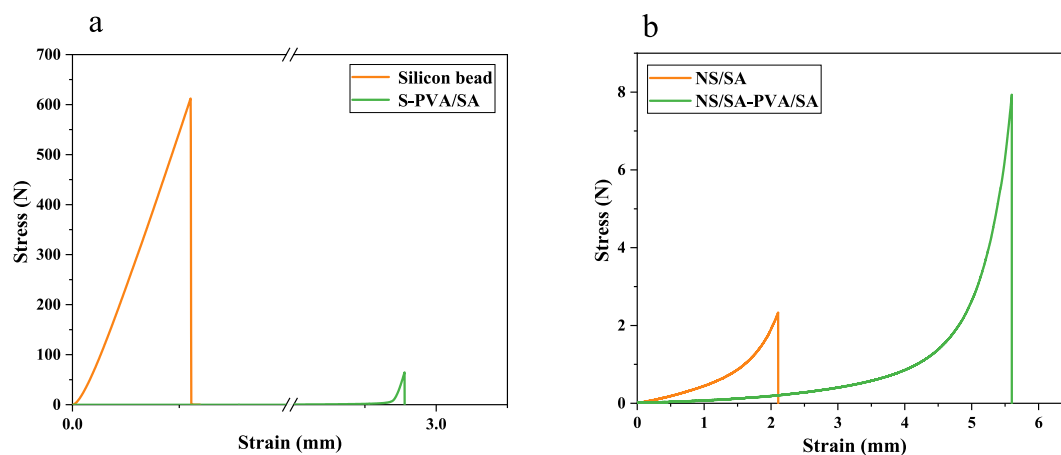 a
700
600
500
400
300
200
100
0
Stress (N)
Silicon bead
S-PVA/SA
0.0
3.0
Strain (mm)
b
8
6
4
2
0
Stress (N)
NS/SA
NS/SA-PVA/SA
0 1 2 3 4 5 6
Strain (mm)